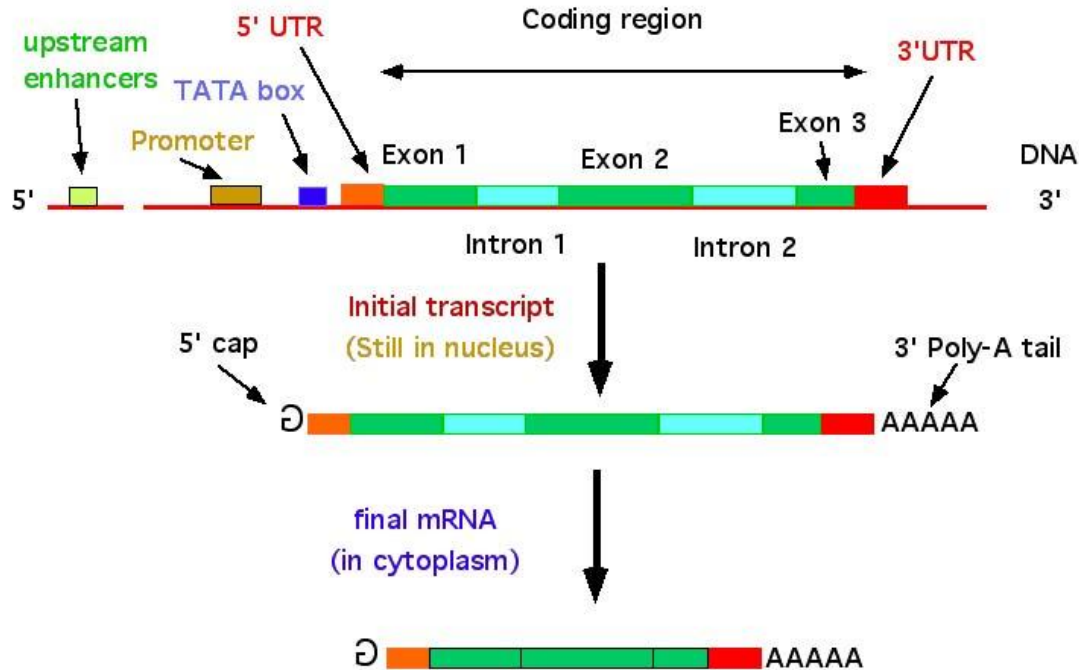 Coding region
5' UTR
upstream
enhancers
3'UTR
TATA box
Promoter
Exon 3
Exon 1
Exon 2
DNA
5'
3'
Intron 1
Intron 2
Initial transcript
(Still in nucleus)
5' cap
3' Poly-A tail
G
AAAAA
final mRNA
(in cytoplasm)
G
AAAAA